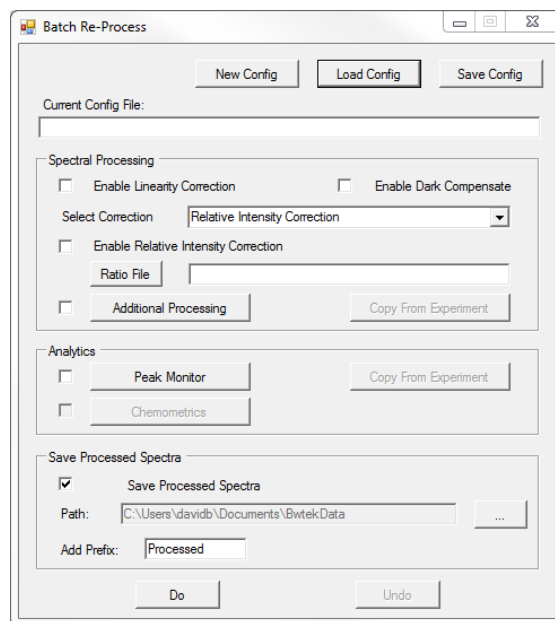 Batch Re-Process
New Config Load Config Save Config
Current Config File:
Spectral Processing
Enable Linearity Correction Enable Dark Compensate
Select Correction Relative Intensity Correction
Enable Relative Intensity Correction
Ratio File
Additional Processing Copy From Experiment
Analytics
Peak Monitor Copy From Experiment
Chemometrics
Save Processed Spectra
Save Processed Spectra
Path: C:\Users\davidb\Documents\BwtekData ...
Add Prefix: Processed
Do Undo